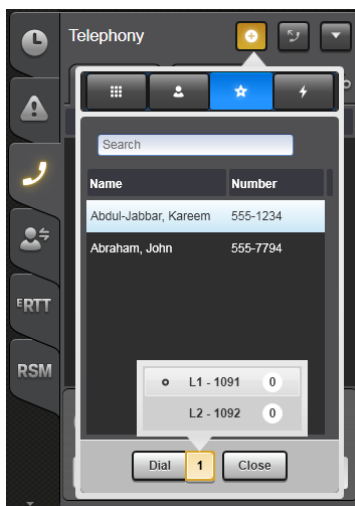 Telephony
Search
Name Number
Abdul-Jabbar, Kareem 555-1234
Abraham, John 555-7794
ERTT
RSM
L1 - 1091 0
L2 - 1092 0
Dial 1 Close